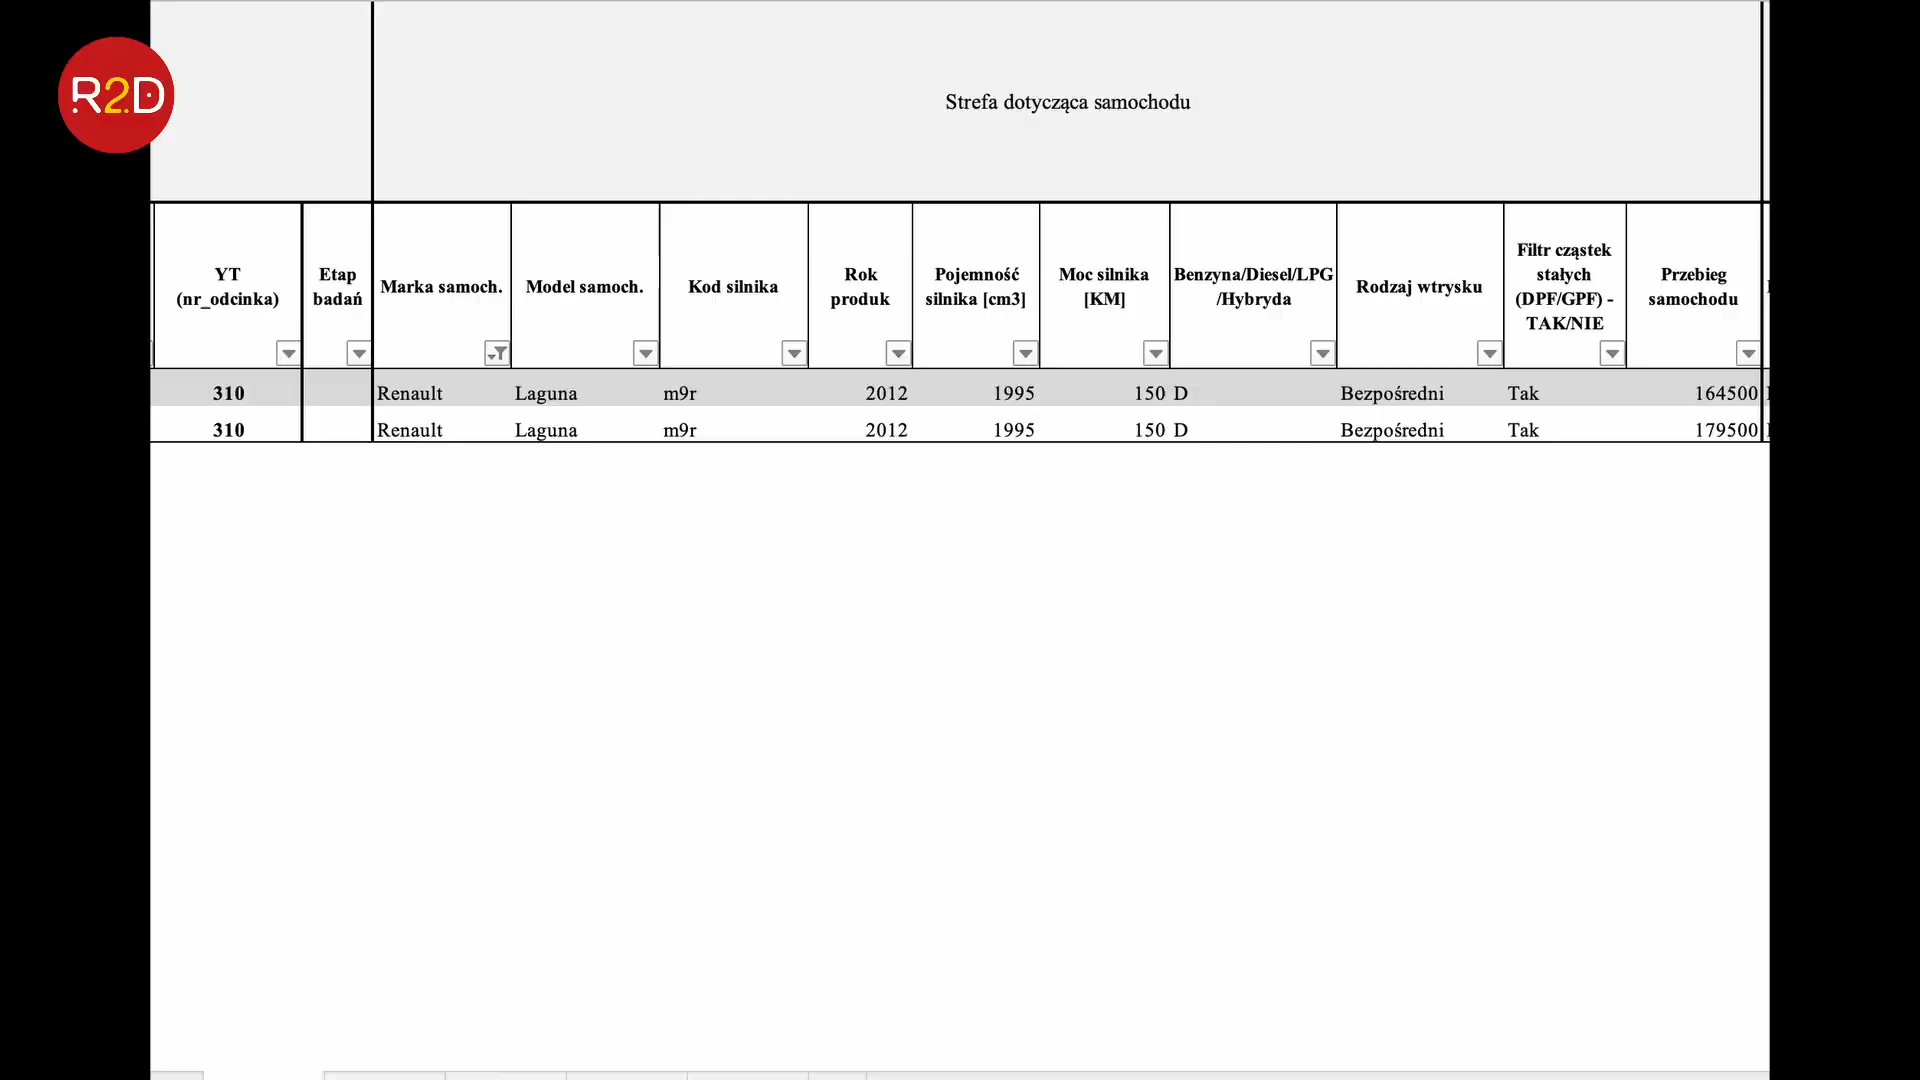 R2D
Strefa dotycząca samochodu
YT
(nr_odcinka)
Etap
badań
Marka samoch.
Model samoch.
Kod silnika
Rok
produk
Pojemność
silnika [cm3]
Moc silnika
[KM]
Benzyna/Diesel/LPG
/Hybryda
Rodzaj wtrysku
Filtr cząstek
stałych
(DPF/GPF) -
TAK/NIE
Przebieg
samochodu
310 Renault Laguna m9r 2012 1995 150 D Bezpośredni Tak 164500
310 Renault Laguna m9r 2012 1995 150 D Bezpośredni Tak 179500